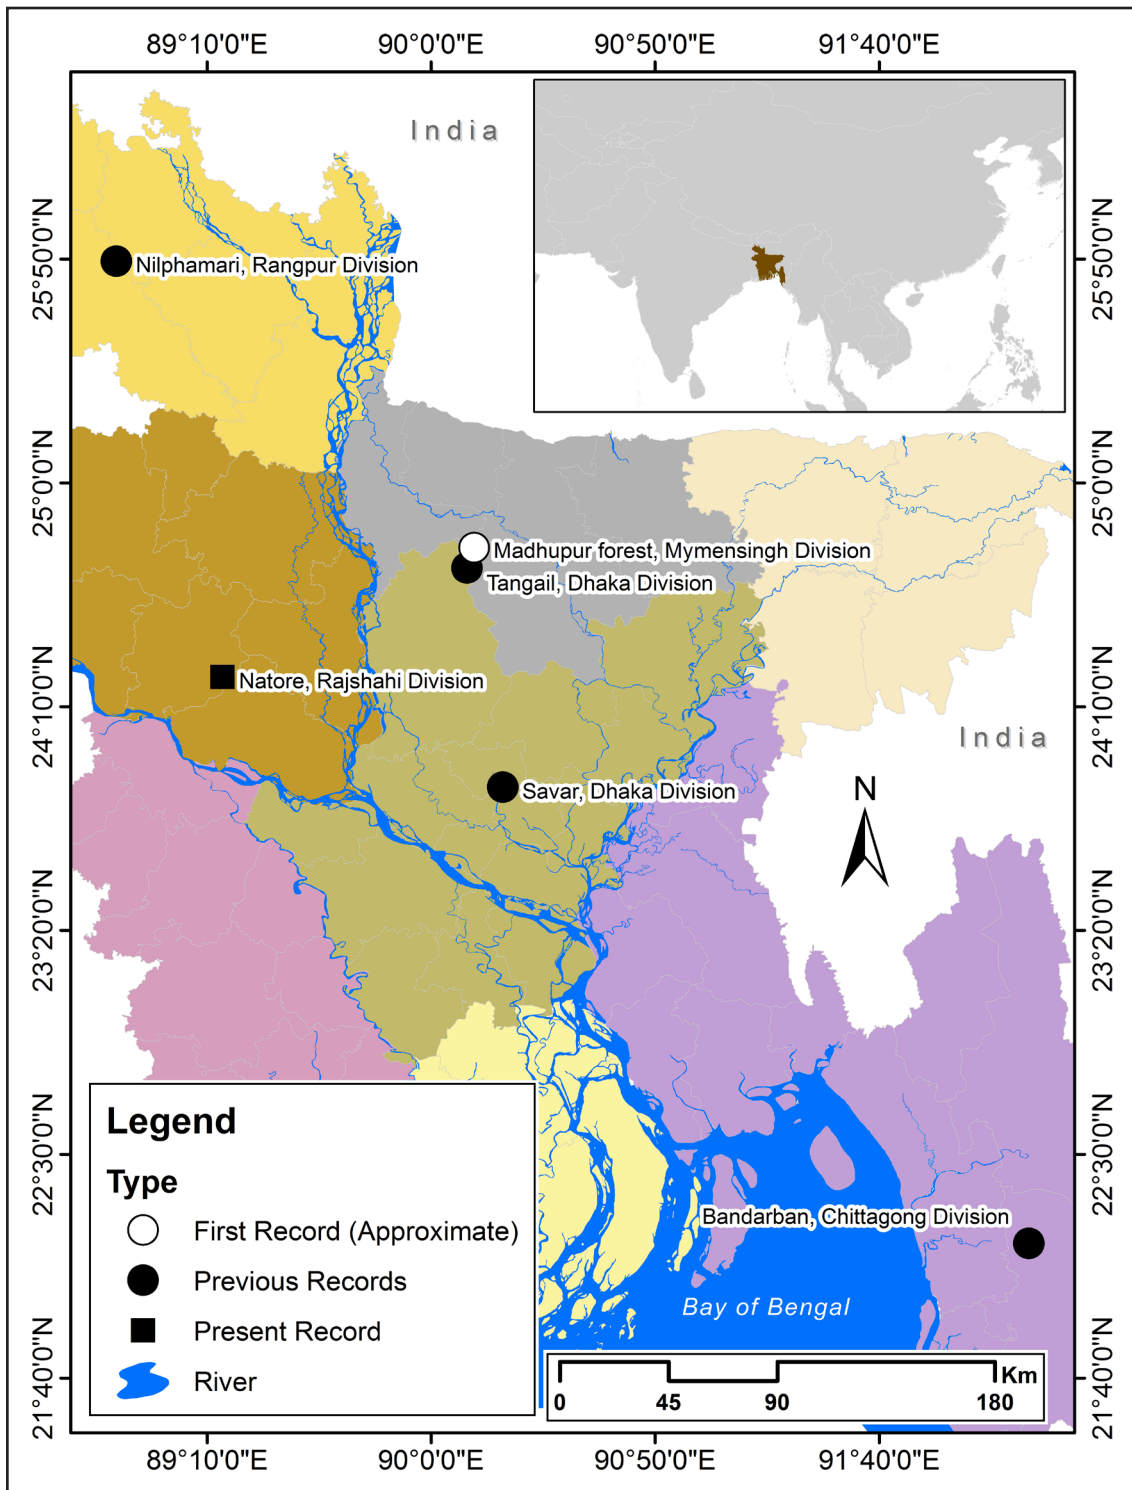 89°10'0"E 90°0'0"E 90°50'0"E 91°40'0"E
India
25°50'0"N
25°50'0"N
Nilphamari, Rangpur Division
25°0'0"N
25°0'0"N
Madhupur forest, Mymensingh Division
Tangail, Dhaka Division
Natore, Rajshahi Division
24°10'0"N
24°10'0"N
India
N
Savar, Dhaka Division
23°20'0"N
23°20'0"N
Legend
Type
First Record (Approximate)
Previous Records
Present Record
River
22°30'0"N
22°30'0"N
Bandarban, Chittagong Division
Bay of Bengal
Km
0 45 90 180
21°40'0"N
21°40'0"N
89°10'0"E 90°0'0"E 90°50'0"E 91°40'0"E